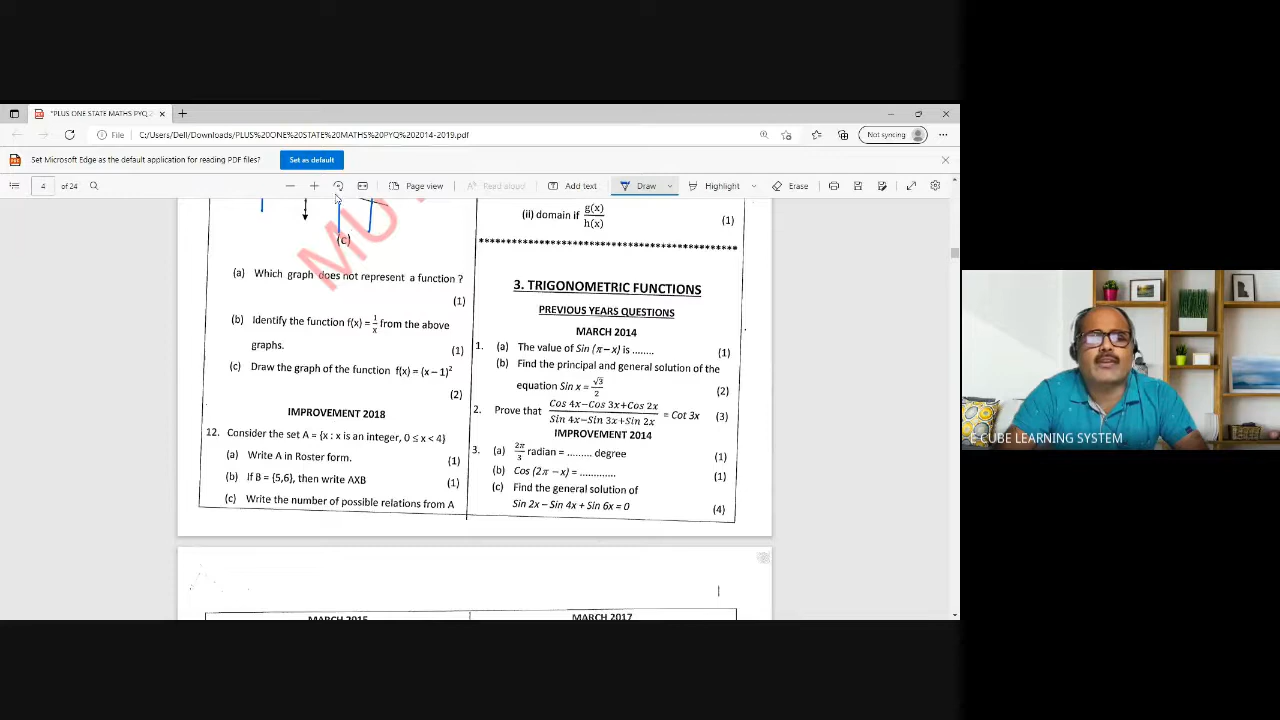 "PLUS ONE STATE MATHS PYQ 2014-
File
C:/Users/Dell/Downloads/PLUS%20ONE%20STATE%20MATHS%20PYQ%202014-2019.pdf
Not syncing
Set Microsoft Edge as the default application for reading PDF files?
Set as default
4
of 24
Page view
Read aloud
Add text
Draw
Highlight
Erase
(c)
(a) Which graph does not represent a function ?
(1)
(b) Identify the function f(x) = 1/x from the above
graphs.
(1)
(c) Draw the graph of the function f(x) = (x – 1)²
(2)
IMPROVEMENT 2018
12. Consider the set A = {x : x is an integer, 0 ≤ x < 4}
(a) Write A in Roster form. (1)
(b) If B = {5,6}, then write AXB (1)
(c) Write the number of possible relations from A
(ii) domain if g(x)/h(x) (1)
3. TRIGONOMETRIC FUNCTIONS
PREVIOUS YEARS QUESTIONS
MARCH 2014
1. (a) The value of Sin (π–x) is ........ (1)
(b) Find the principal and general solution of the
equation Sin x = √3/2 (2)
2. Prove that (Cos 4x–Cos 3x+Cos 2x)/(Sin 4x–Sin 3x+Sin 2x) = Cot 3x (3)
IMPROVEMENT 2014
3. (a) 2π/3 radian = ......... degree (1)
(b) Cos (2π – x) = ............. (1)
(c) Find the general solution of
Sin 2x – Sin 4x + Sin 6x = 0 (4)
MARCH 2015
MARCH 2017
E CUBE LEARNING SYSTEM